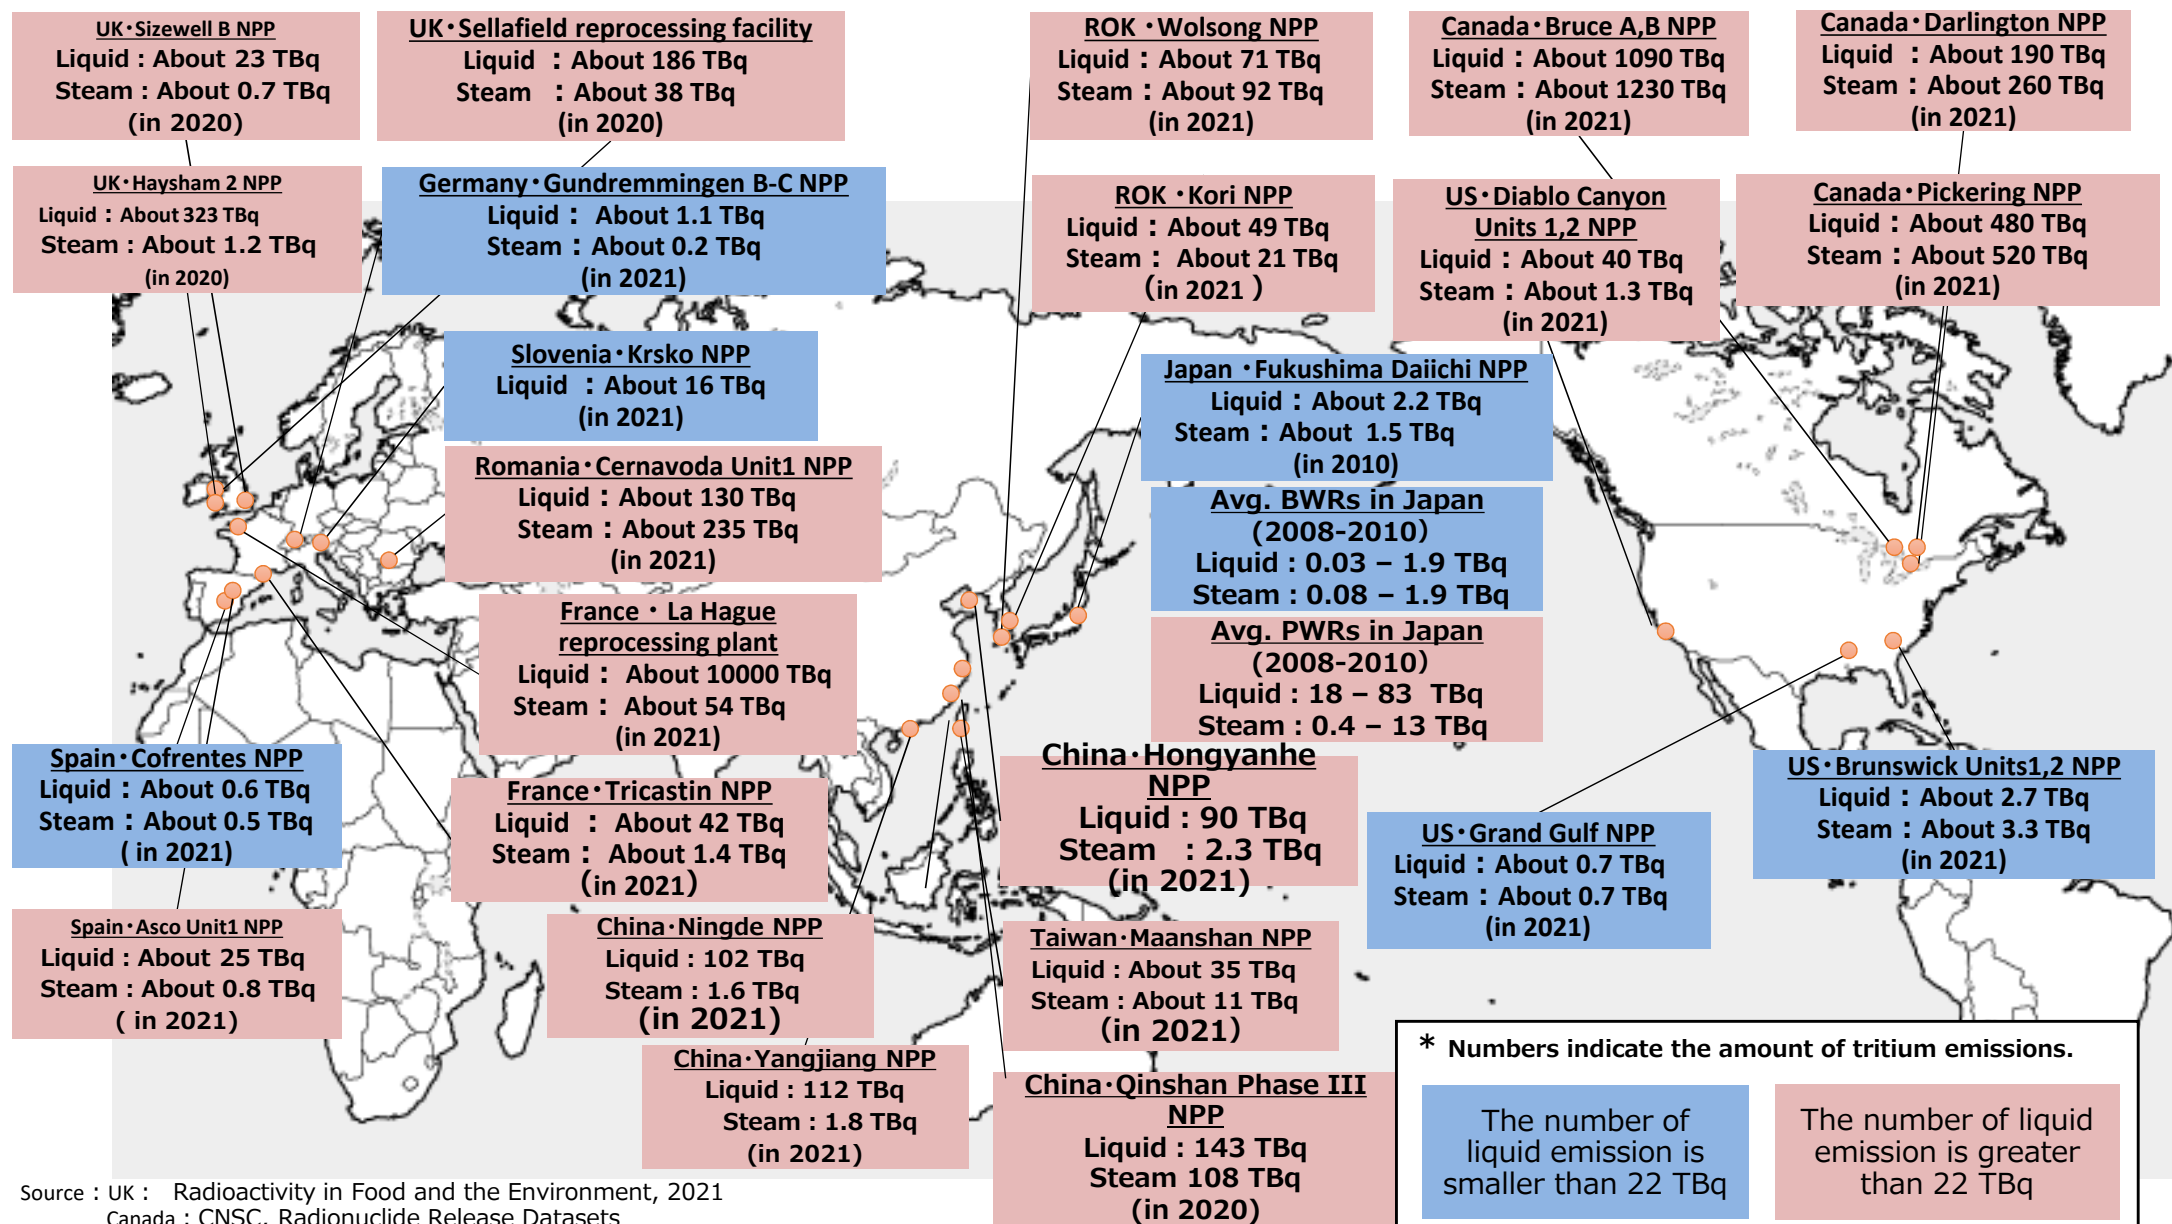 UK・Sizewell B NPP
Liquid : About 23 TBq
Steam : About 0.7 TBq
(in 2020)
UK・Sellafield reprocessing facility
Liquid : About 186 TBq
Steam : About 38 TBq
(in 2020)
ROK・Wolsong NPP
Liquid : About 71 TBq
Steam : About 92 TBq
(in 2021)
Canada・Bruce A,B NPP
Liquid : About 1090 TBq
Steam : About 1230 TBq
(in 2021)
Canada・Darlington NPP
Liquid : About 190 TBq
Steam : About 260 TBq
(in 2021)
UK・Haysham 2 NPP
Liquid : About 323 TBq
Steam : About 1.2 TBq
(in 2020)
Germany・Gundremmingen B-C NPP
Liquid : About 1.1 TBq
Steam : About 0.2 TBq
(in 2021)
ROK・Kori NPP
Liquid : About 49 TBq
Steam : About 21 TBq
(in 2021 )
US・Diablo Canyon
Units 1,2 NPP
Liquid : About 40 TBq
Steam : About 1.3 TBq
(in 2021)
Canada・Pickering NPP
Liquid : About 480 TBq
Steam : About 520 TBq
(in 2021)
Slovenia・Krsko NPP
Liquid : About 16 TBq
(in 2021)
Japan・Fukushima Daiichi NPP
Liquid : About 2.2 TBq
Steam : About 1.5 TBq
(in 2010)
Romania・Cernavoda Unit1 NPP
Liquid : About 130 TBq
Steam : About 235 TBq
(in 2021)
Avg. BWRs in Japan
(2008-2010)
Liquid : 0.03 – 1.9 TBq
Steam : 0.08 – 1.9 TBq
France・La Hague
reprocessing plant
Liquid : About 10000 TBq
Steam : About 54 TBq
(in 2021)
Avg. PWRs in Japan
(2008-2010)
Liquid : 18 – 83 TBq
Steam : 0.4 – 13 TBq
Spain・Cofrentes NPP
Liquid : About 0.6 TBq
Steam : About 0.5 TBq
( in 2021)
France・Tricastin NPP
Liquid : About 42 TBq
Steam : About 1.4 TBq
(in 2021)
China・Hongyanhe
NPP
Liquid : 90 TBq
Steam : 2.3 TBq
(in 2021)
US・Grand Gulf NPP
Liquid : About 0.7 TBq
Steam : About 0.7 TBq
(in 2021)
US・Brunswick Units1,2 NPP
Liquid : About 2.7 TBq
Steam : About 3.3 TBq
(in 2021)
Spain・Asco Unit1 NPP
Liquid : About 25 TBq
Steam : About 0.8 TBq
( in 2021)
China・Ningde NPP
Liquid : 102 TBq
Steam : 1.6 TBq
(in 2021)
Taiwan・Maanshan NPP
Liquid : About 35 TBq
Steam : About 11 TBq
(in 2021)
China・Yangjiang NPP
Liquid : 112 TBq
Steam : 1.8 TBq
(in 2021)
China・Qinshan Phase III
NPP
Liquid : 143 TBq
Steam 108 TBq
(in 2020)
* Numbers indicate the amount of tritium emissions.
The number of
liquid emission is
smaller than 22 TBq
The number of liquid
emission is greater
than 22 TBq
Source : UK : Radioactivity in Food and the Environment, 2021
Canada : CNSC, Radionuclide Release Datasets